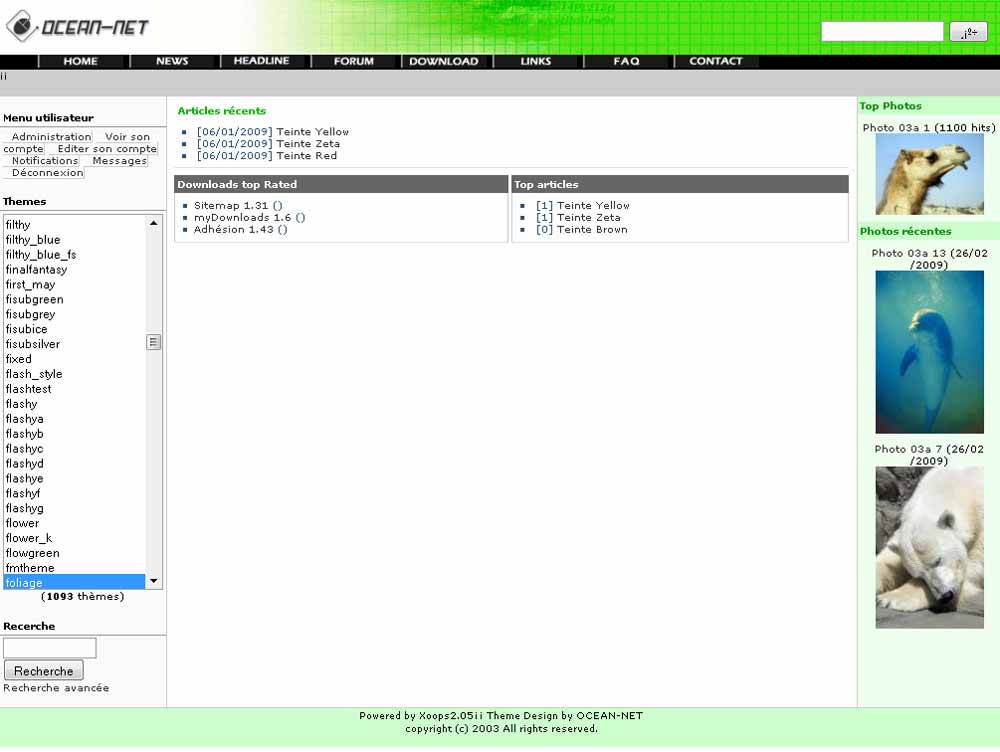 OCEAN-NET
HOME NEWS HEADLINE FORUM DOWNLOAD LINKS FAQ CONTACT
ii
Menu utilisateur
Administration Voir son
compte Editer son compte
Notifications Messages
Déconnexion
Themes
filthy
filthy_blue
filthy_blue_fs
finalfantasy
first_may
fisubgreen
fisubgrey
fisubice
fisubsilver
fixed
flash_style
flashtest
flashy
flashya
flashyb
flashyc
flashyd
flashye
flashyf
flashyg
flower
flower_k
flowgreen
fmtheme
foliage
(1093 thèmes)
Recerche
Recherche
Recherche avancée
Articles récents
[06/01/2009] Teinte Yellow
[06/01/2009] Teinte Zeta
[06/01/2009] Teinte Red
Downloads top Rated
Sitemap 1.31 ()
myDownloads 1.6 ()
Adhésion 1.43 ()
Top articles
[1] Teinte Yellow
[1] Teinte Zeta
[0] Teinte Brown
Top Photos
Photo 03a 1 (1100 hits)
Photos récentes
Photo 03a 13 (26/02
/2009)
Photo 03a 7 (26/02
/2009)
Powered by Xoops2.05ii Theme Design by OCEAN-NET
copyright (c) 2003 All rights reserved.